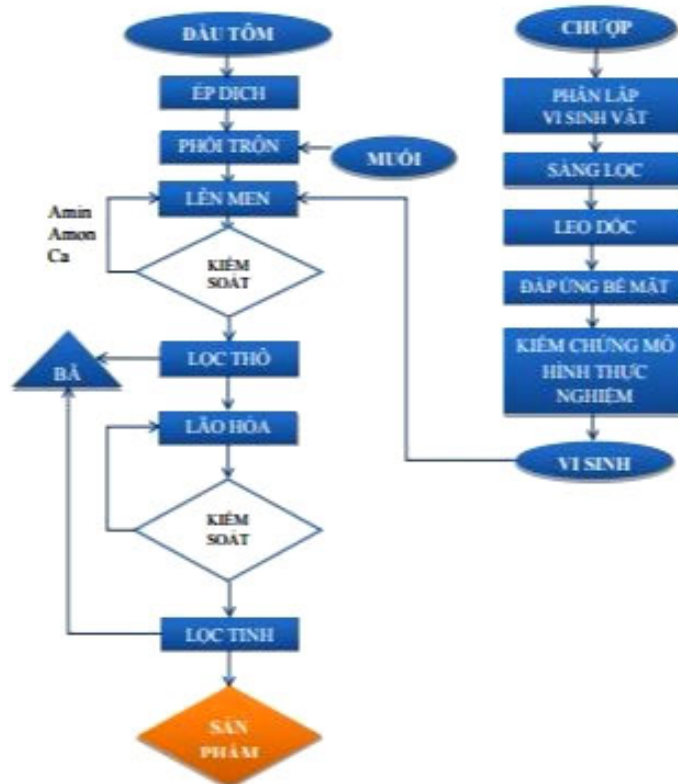 ĐẦU TÔM
ÉP DỊCH
PHỐI TRỘN
MUỐI
LÊN MEN
Amin
Amon
Ca
KIỂM
SOÁT
LỌC THÔ
BÃ
LÃO HÓA
KIỂM
SOÁT
LỌC TINH
SẢN
PHẨM
CHƯỢP
PHÂN LẬP
VI SINH VẬT
SÀNG LỌC
LEO DỐC
ĐÁP ỨNG BỀ MẶT
KIỂM CHỨNG MÔ
HÌNH THỰC
NGHIỆM
VI SINH